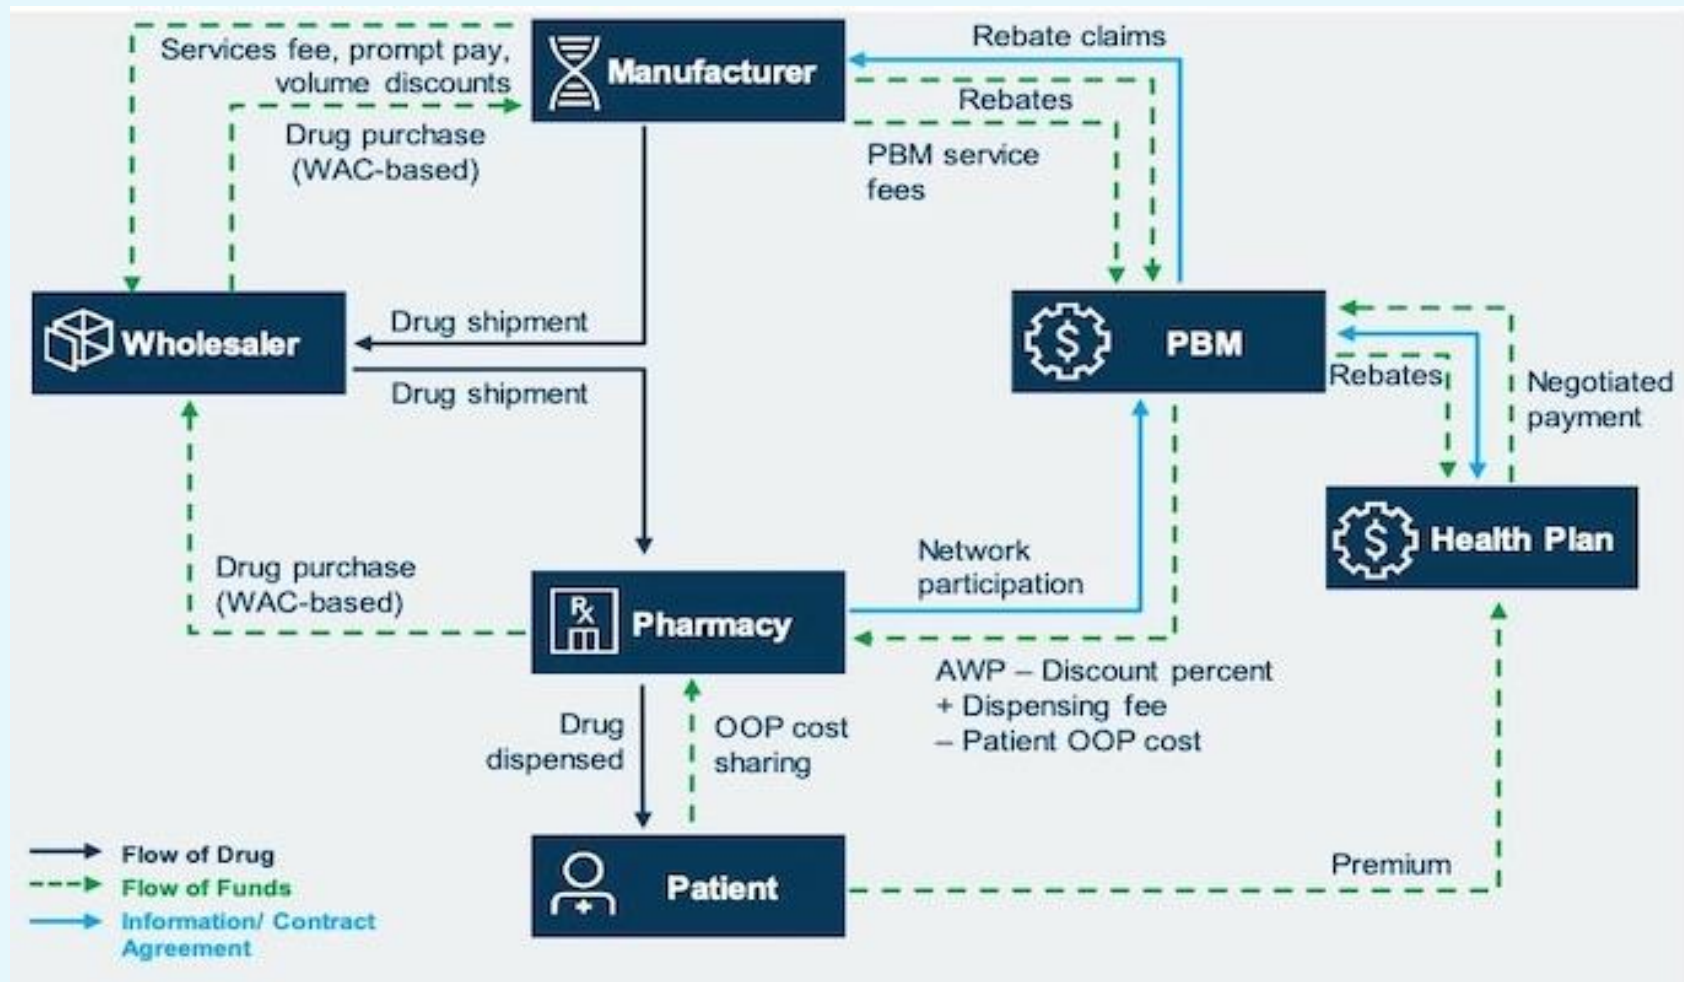 Services fee, prompt pay,
volume discounts
Manufacturer
Rebate claims
Rebates
Drug purchase
(WAC-based)
PBM service
fees
Drug shipment
Wholesaler
Drug shipment
$
PBM
Rebates
Negotiated
payment
$
Health Plan
Network
participation
Drug purchase
(WAC-based)
Rx
Pharmacy
AWP – Discount percent
+ Dispensing fee
– Patient OOP cost
Drug
dispensed
OOP cost
sharing
Patient
Premium
Flow of Drug
Flow of Funds
Information/ Contract
Agreement